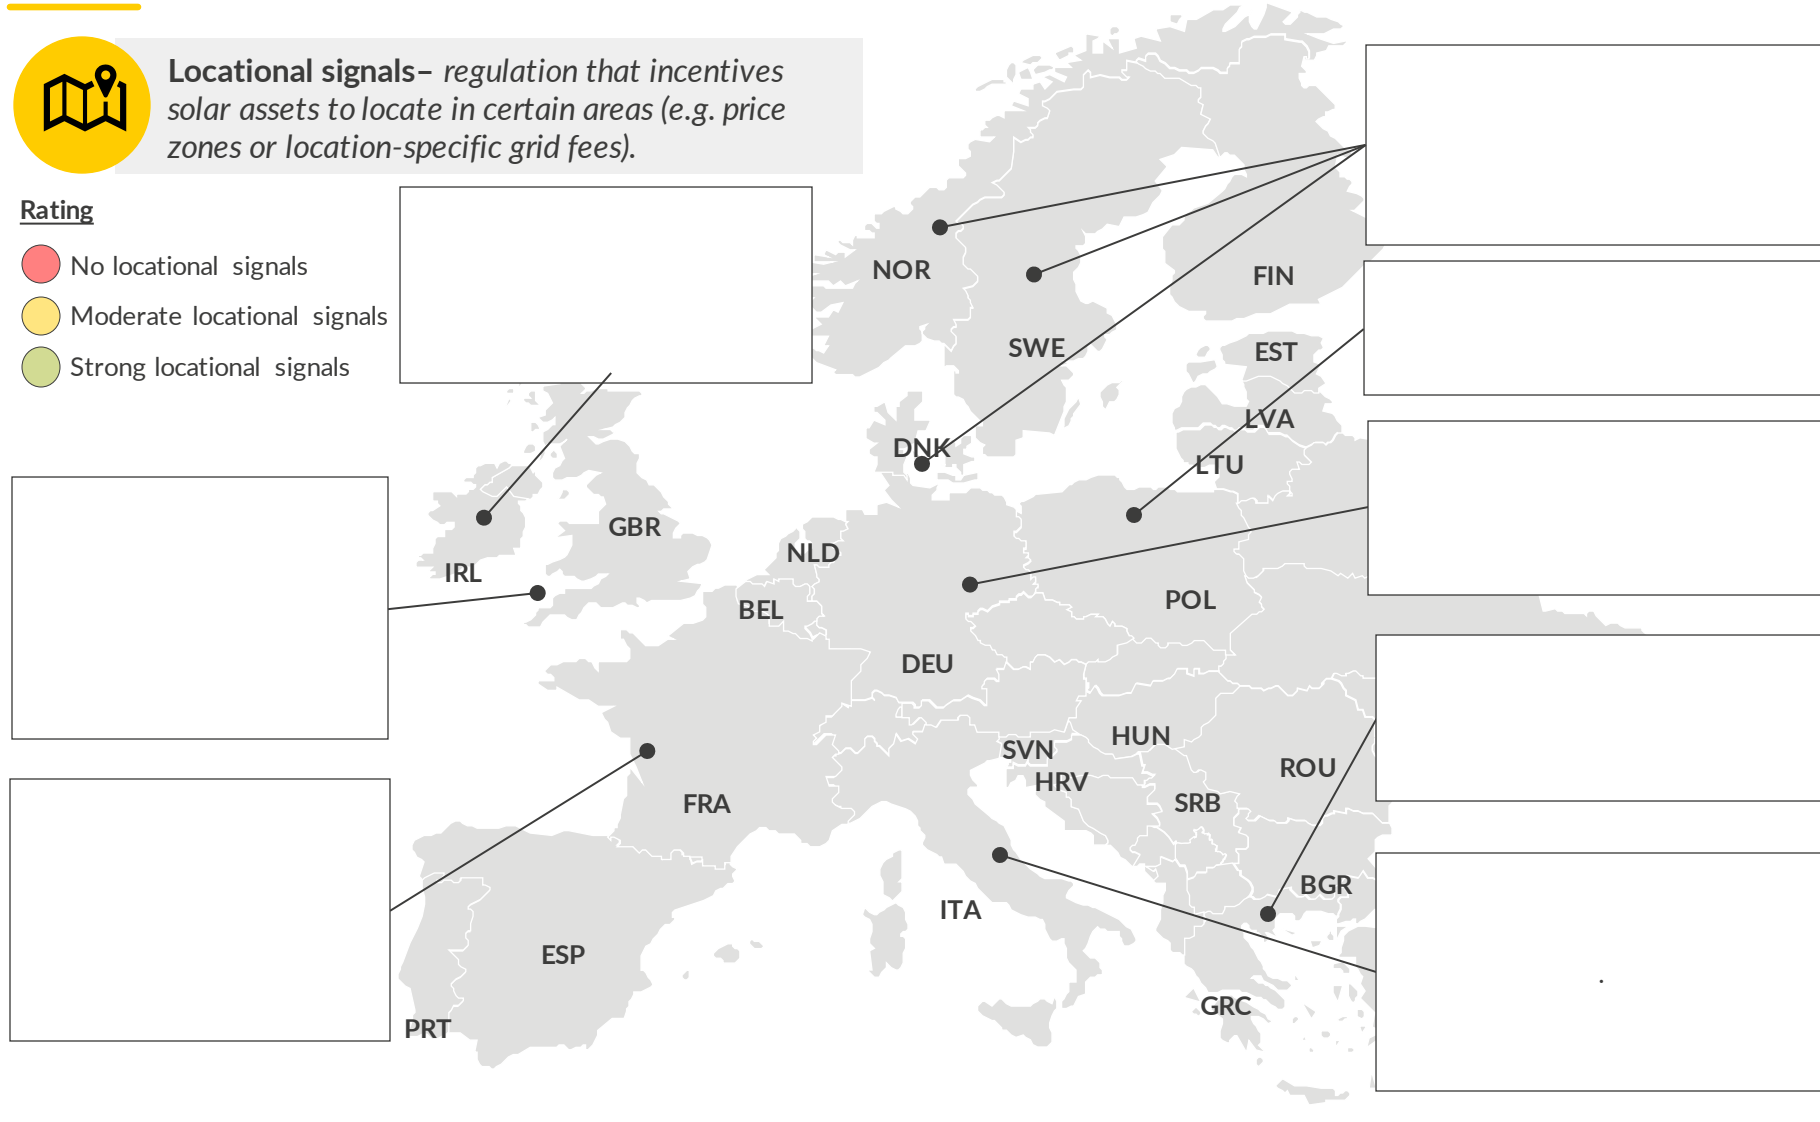 Locational signals– regulation that incentives
solar assets to locate in certain areas (e.g. price
zones or location-specific grid fees).
Rating
No locational signals
Moderate locational signals
Strong locational signals
NOR
SWE
FIN
EST
LVA
LTU
DNK
GBR
IRL
NLD
BEL
POL
DEU
SVN
HUN
HRV
ROU
SRB
FRA
BGR
ITA
ESP
GRC
PRT
.